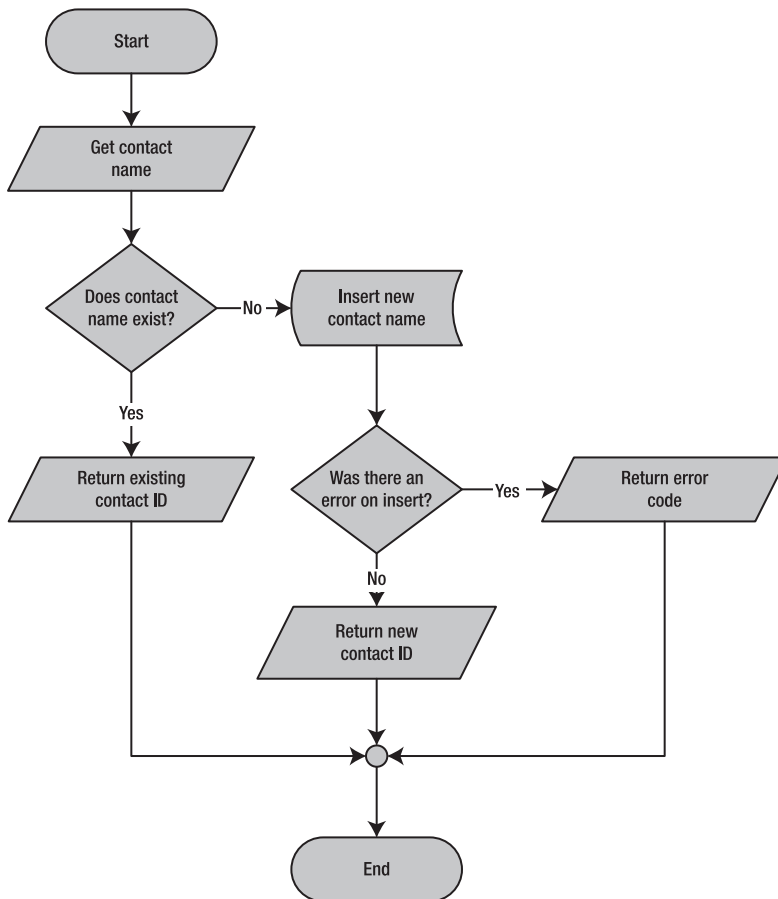 Start
Get contact
name
Does contact
name exist?
No
Insert new
contact name
Yes
Return existing
contact ID
Was there an
error on insert?
Yes
Return error
code
No
Return new
contact ID
End